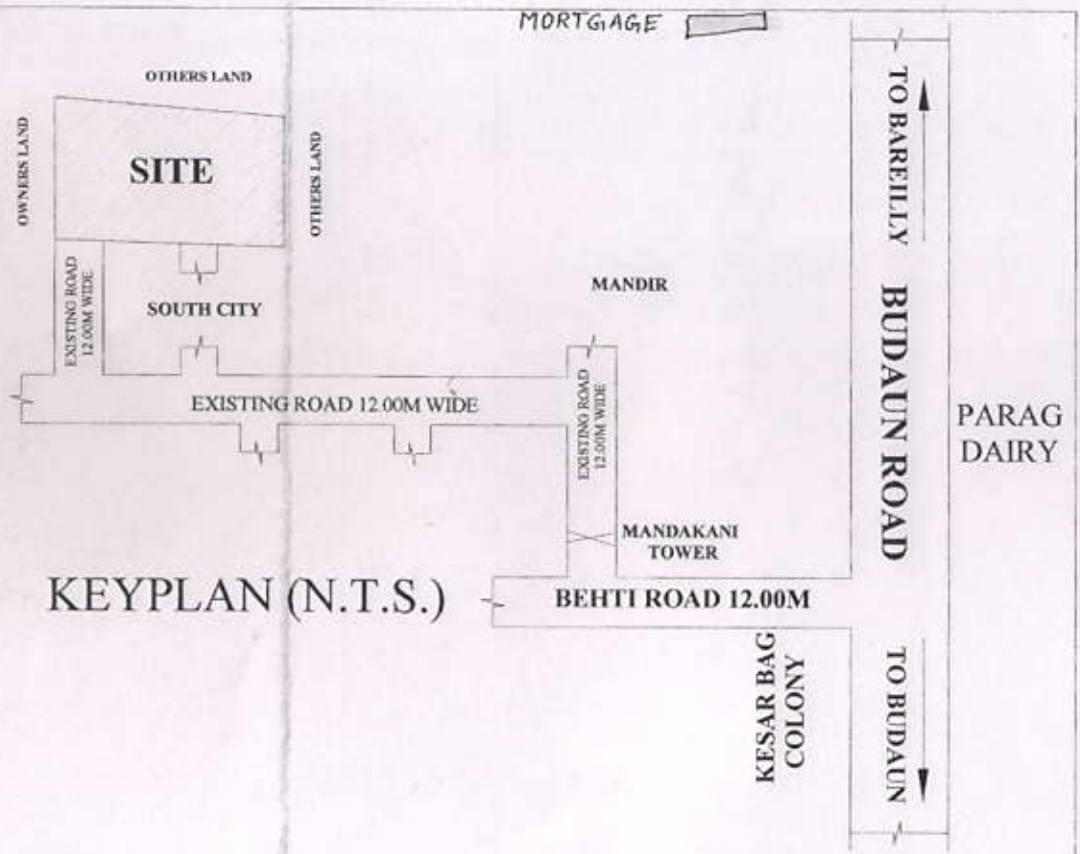 MORTGAGE
OTHERS LAND
OWNERS LAND
SITE
OTHERS LAND
TO BAREILLY
EXISTING ROAD
12.00M WIDE
SOUTH CITY
MANDIR
BUDAUN ROAD
EXISTING ROAD 12.00M WIDE
EXISTING ROAD
12.00M WIDE
PARAG
DAIRY
MANDAKANI
TOWER
KEYPLAN (N.T.S.)
BEHTI ROAD 12.00M
KESAR BAG
COLONY
TO BUDAUN